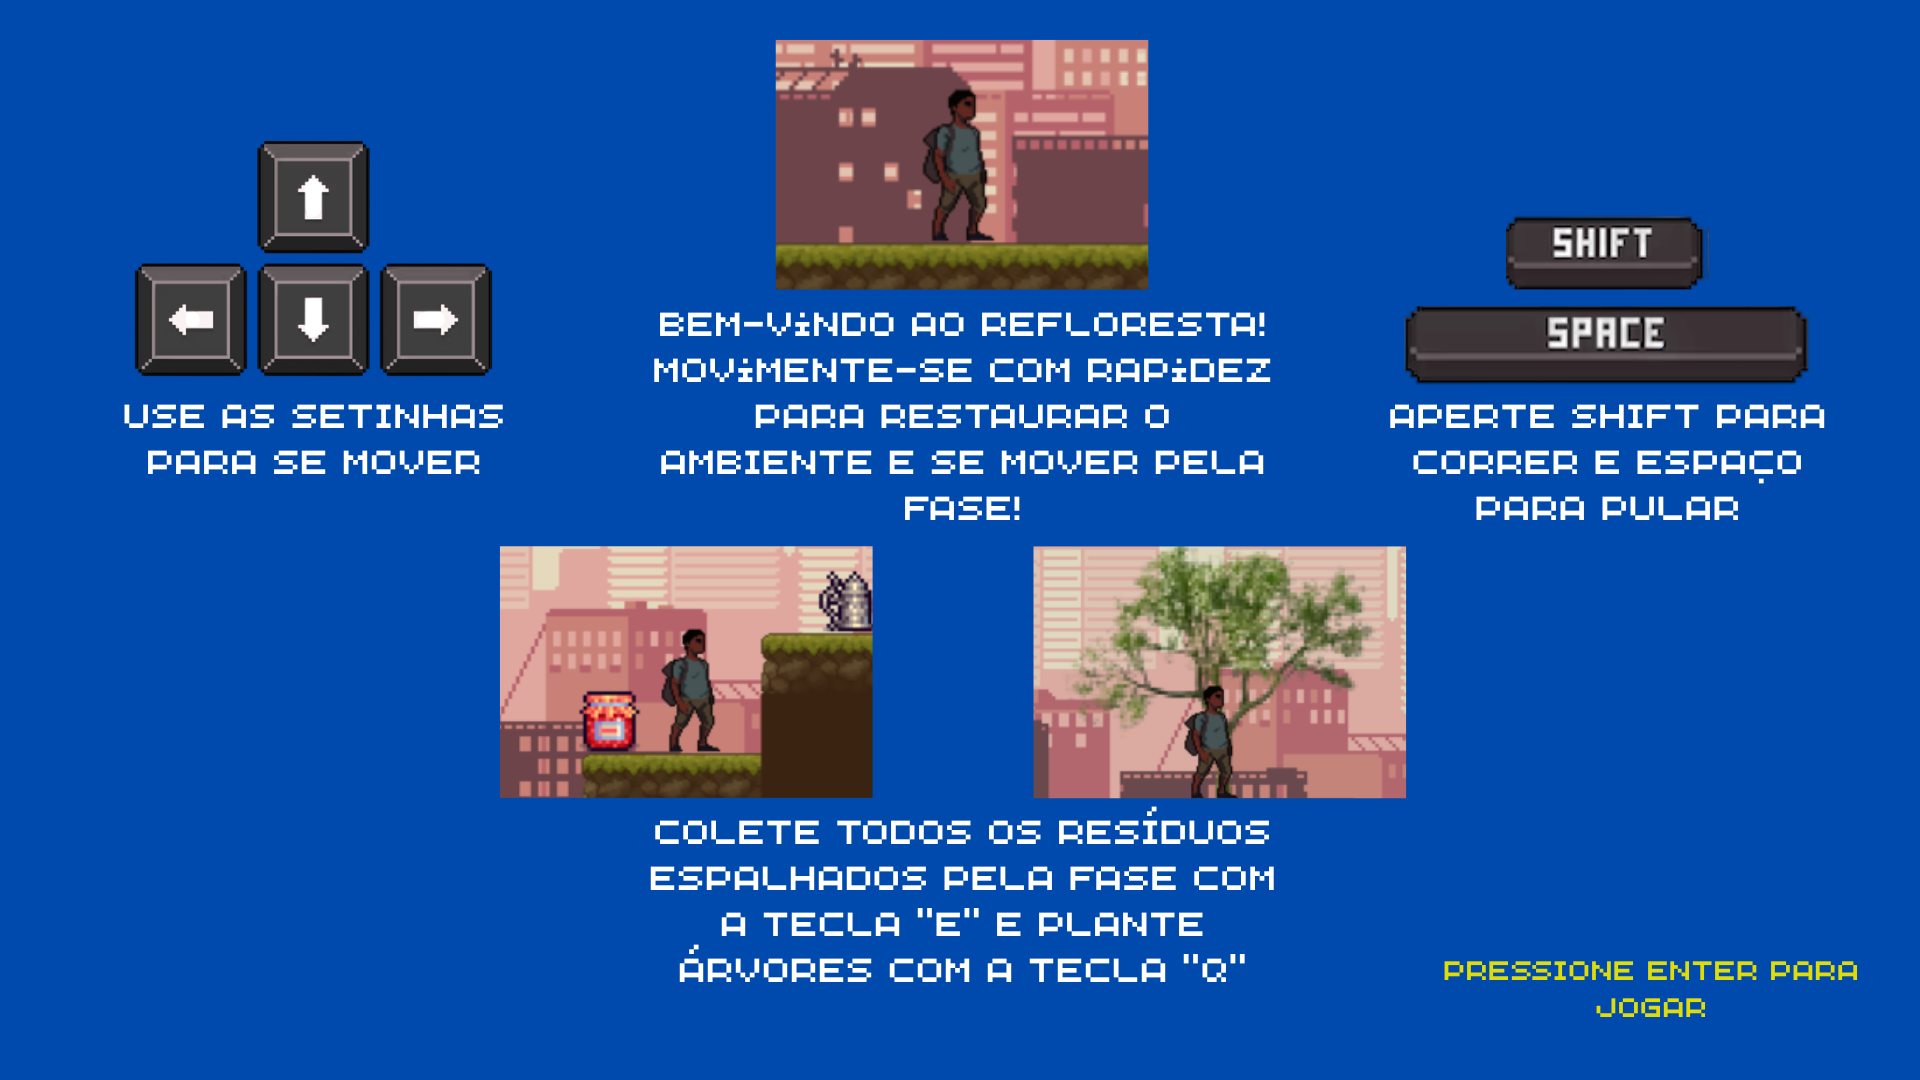 BEM-ViNDO AO REFLORESTA!
MOViMENTE-SE COM RAPiDEZ
PARA RESTAURAR O
AMBIENTE E SE MOVER PELA
FASE!
USE AS SETINHAS
PARA SE MOVER
SHIFT
SPACE
APERTE SHIFT PARA
CORRER E ESPAÇO
PARA PULAR
COLETE TODOS OS RESÍDUOS
ESPALHADOS PELA FASE COM
A TECLA "E" E PLANTE
ÁRVORES COM A TECLA "Q"
PRESSIONE ENTER PARA
JOGAR